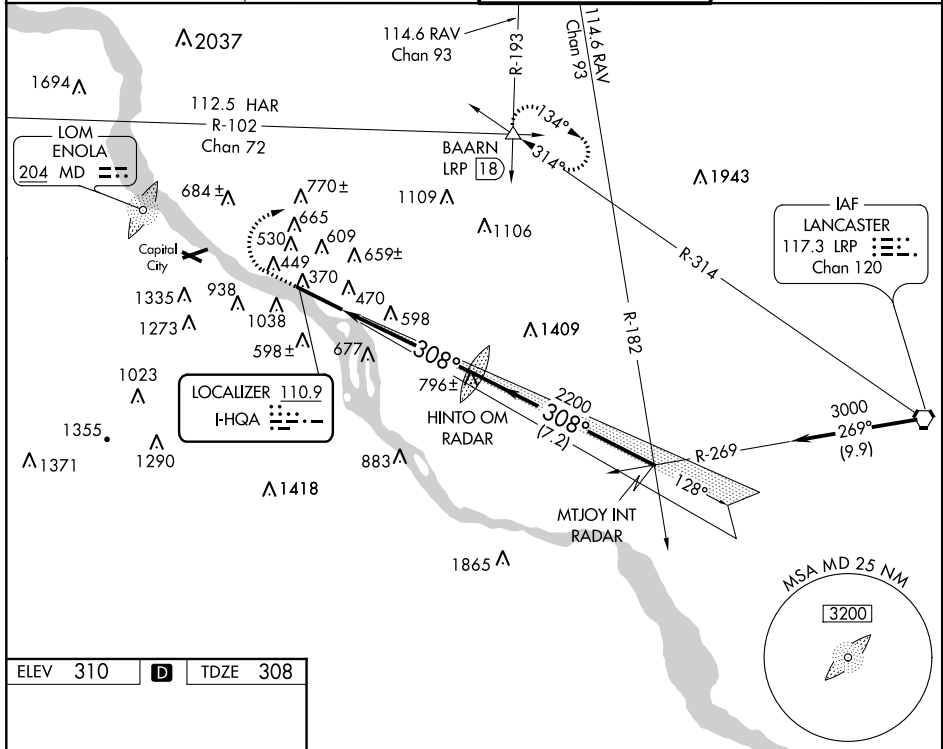 2037
114.6 RAV
Chan 93
R-193
114.6 RAV
Chan 93
1694
112.5 HAR
R-102
Chan 72
LOM
ENOLA
204 MD
134°
314°
BAARN
LRP 18
1943
684 ±
770 ±
1109
1106
665
530
609
659±
449
370
470
598
Capital
City
1335
938
1038
1273
598 ±
677
1409
R-314
R-182
IAF
LANCASTER
117.3 LRP
Chan 120
308°
796±
HINTO OM
RADAR
2200
308°
(7.2)
3000
269°
(9.9)
R-269
128°
MTJOY INT
RADAR
LOCALIZER 110.9
I-HQA
1023
1355
1290
1371
883
1418
1865
MSA MD 25 NM
3200
ELEV 310 D TDZE 308